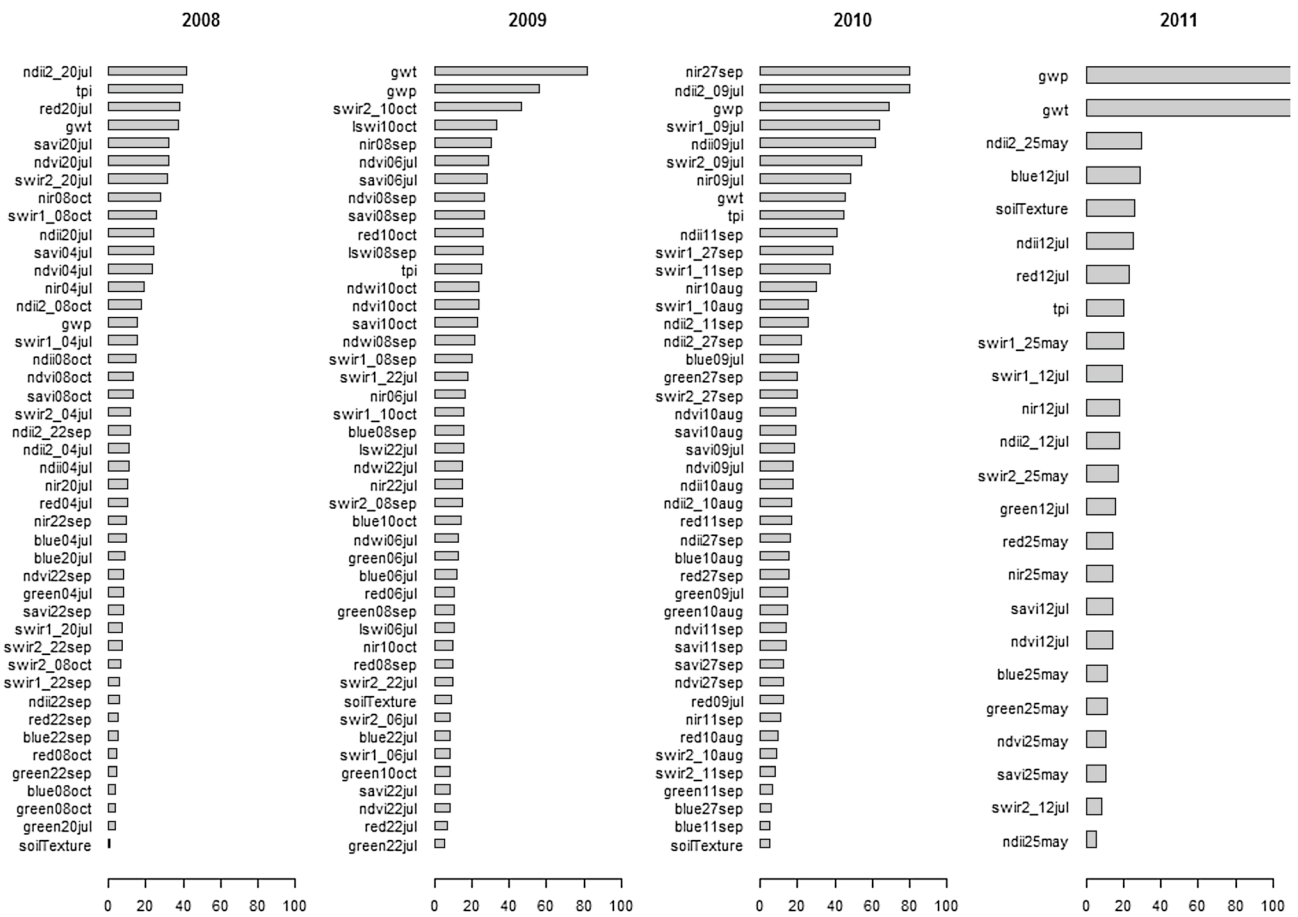 2008
ndii2_20jul
tpi
red20jul
gwt
savi20jul
ndvi20jul
swir2_20jul
nir08oct
swir1_08oct
ndii20jul
savi04jul
ndvi04jul
nir04jul
ndii2_08oct
gwp
swir1_04jul
ndii08oct
ndvi08oct
savi08oct
swir2_04jul
ndii2_22sep
ndii2_04jul
ndii04jul
nir20jul
red04jul
nir22sep
blue04jul
blue20jul
ndvi22sep
green04jul
savi22sep
swir1_20jul
swir2_22sep
swir2_08oct
swir1_22sep
ndii22sep
red22sep
blue22sep
red08oct
green22sep
blue08oct
green08oct
green20jul
soilTexture
0 20 40 60 80 100
2009
gwt
gwp
swir2_10oct
lswi10oct
nir08sep
ndvi06jul
savi06jul
ndvi08sep
savi08sep
red10oct
lswi08sep
tpi
ndwi10oct
ndvi10oct
savi10oct
ndwi08sep
swir1_08sep
swir1_22jul
nir06jul
swir1_10oct
blue08sep
lswi22jul
ndwi22jul
nir22jul
swir2_08sep
blue10oct
ndwi06jul
green06jul
blue06jul
red06jul
green08sep
lswi06jul
nir10oct
red08sep
swir2_22jul
soilTexture
swir2_06jul
blue22jul
swir1_06jul
green10oct
savi22jul
ndvi22jul
red22jul
green22jul
0 20 40 60 80 100
2010
nir27sep
ndii2_09jul
gwp
swir1_09jul
ndii09jul
swir2_09jul
nir09jul
gwt
tpi
ndii11sep
swir1_27sep
swir1_11sep
nir10aug
swir1_10aug
ndii2_11sep
ndii2_27sep
blue09jul
green27sep
swir2_27sep
ndvi10aug
savi10aug
savi09jul
ndvi09jul
ndii10aug
ndii2_10aug
red11sep
ndii27sep
blue10aug
red27sep
green09jul
green10aug
ndvi11sep
savi11sep
savi27sep
ndvi27sep
red09jul
nir11sep
red10aug
swir2_10aug
swir2_11sep
green11sep
blue27sep
blue11sep
soilTexture
0 20 40 60 80 100
2011
gwp
gwt
ndii2_25may
blue12jul
soilTexture
ndii12jul
red12jul
tpi
swir1_25may
swir1_12jul
nir12jul
ndii2_12jul
swir2_25may
green12jul
red25may
nir25may
savi12jul
ndvi12jul
blue25may
green25may
ndvi25may
savi25may
swir2_12jul
ndii25may
0 20 40 60 80 100